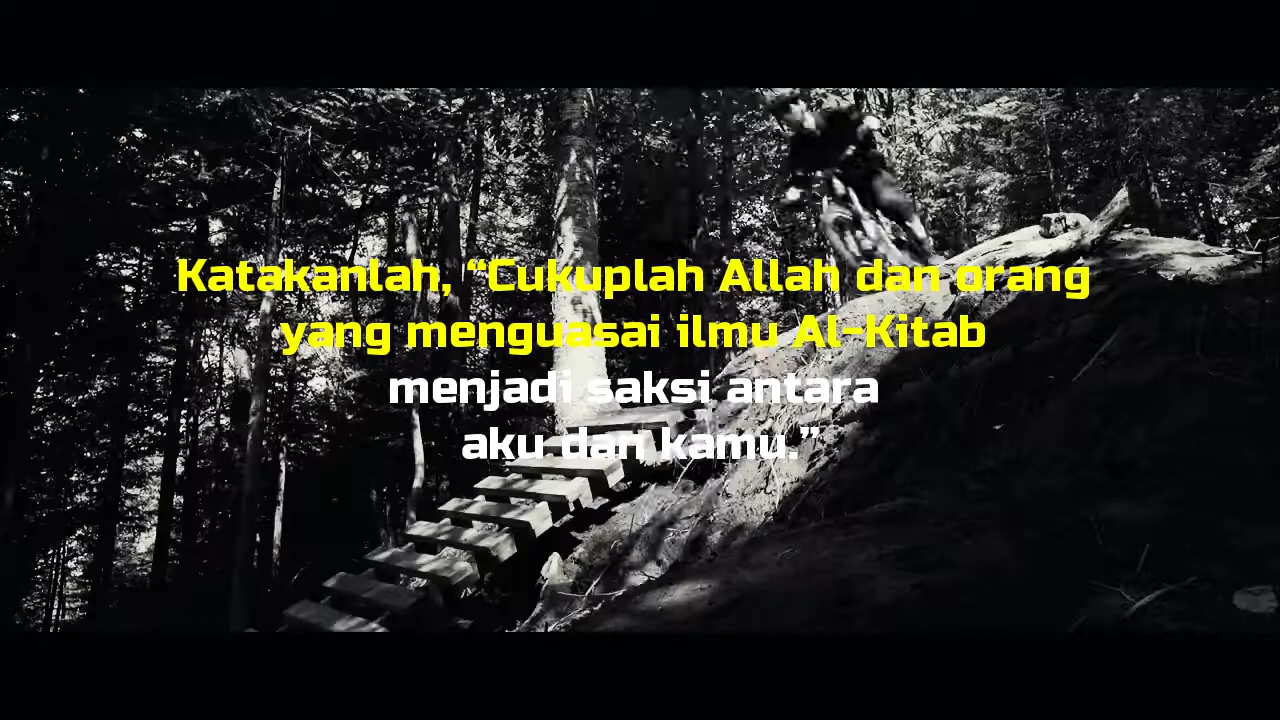 Katakanlah, “Cukuplah Allah dan orang
yang menguasai ilmu Al-Kitab
menjadi saksi antara
aku dan kamu.”